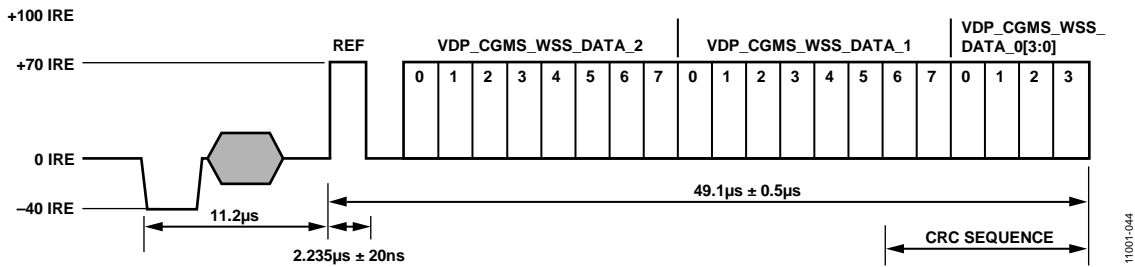 +100 IRE
REF
VDP_CGMS_WSS_DATA_2
VDP_CGMS_WSS_DATA_1
VDP_CGMS_WSS_
DATA_0[3:0]
+70 IRE
0 1 2 3 4 5 6 7 0 1 2 3 4 5 6 7 0 1 2 3
0 IRE
–40 IRE
49.1µs ± 0.5µs
11.2µs
CRC SEQUENCE
2.235µs ± 20ns
11001-044